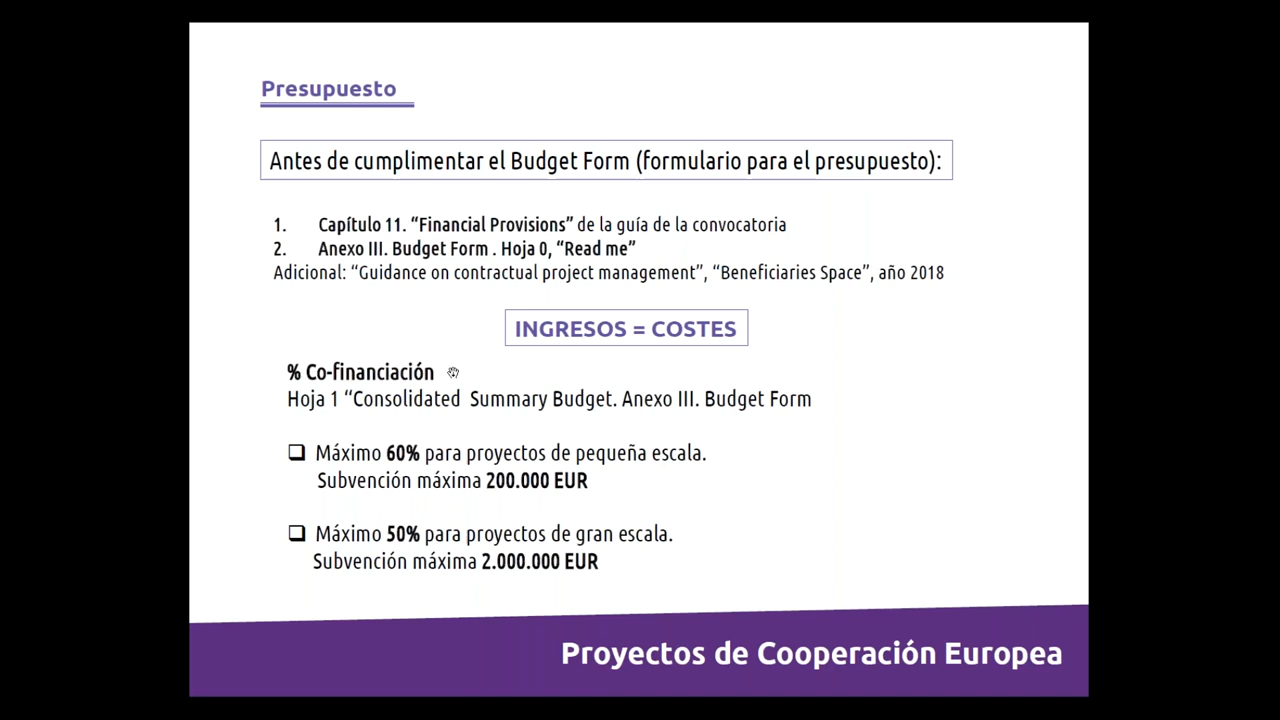 Presupuesto
Antes de cumplimentar el Budget Form (formulario para el presupuesto):
1. Capítulo 11. “Financial Provisions” de la guía de la convocatoria
2. Anexo III. Budget Form . Hoja 0, “Read me”
Adicional: “Guidance on contractual project management”, “Beneficiaries Space”, año 2018
INGRESOS = COSTES
% Co-financiación
Hoja 1 “Consolidated Summary Budget. Anexo III. Budget Form
Máximo 60% para proyectos de pequeña escala.
Subvención máxima 200.000 EUR
Máximo 50% para proyectos de gran escala.
Subvención máxima 2.000.000 EUR
Proyectos de Cooperación Europea